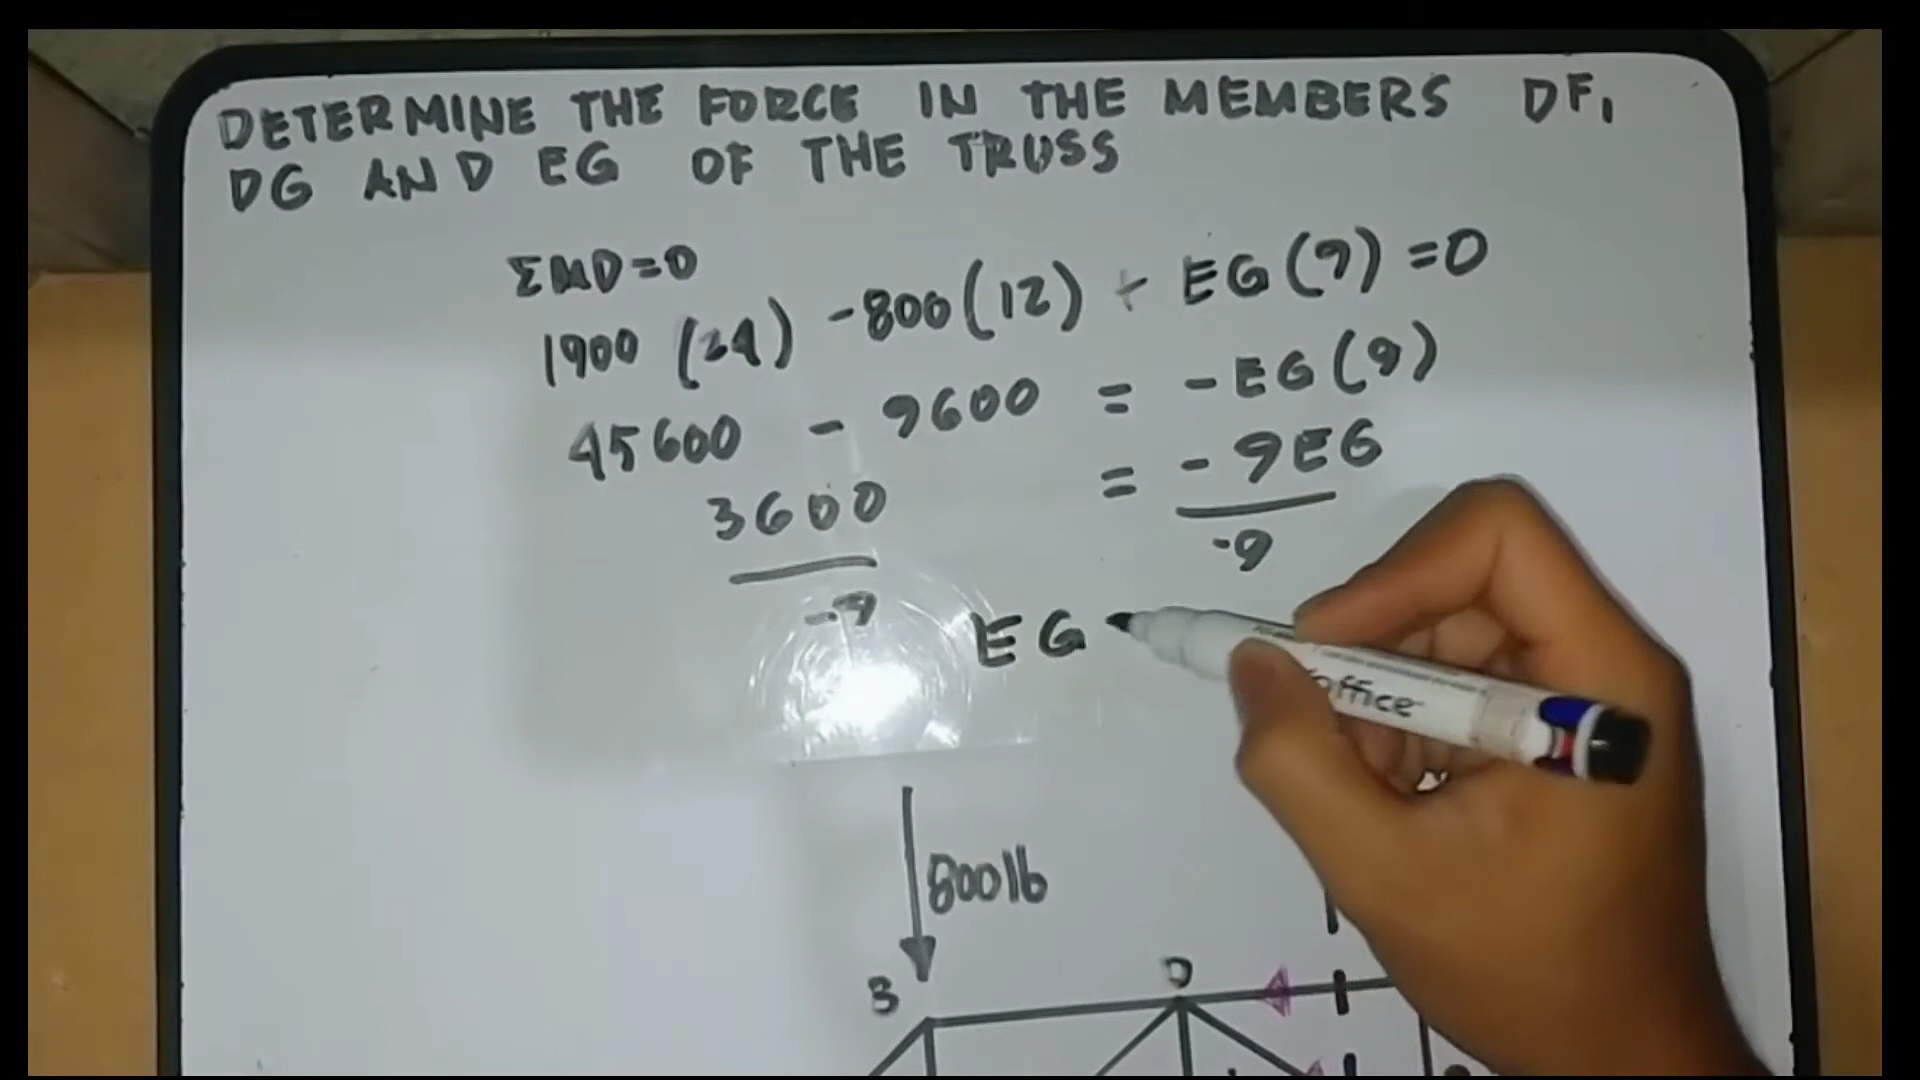 DETERMINE THE FORCE IN THE MEMBERS DF,
DG AND EG OF THE TRUSS
ΣMD=0
1900 (24) -800(12) + EG(9)=0
45600 - 9600 = -EG(9)
3600 = -9EG
-9 -9
EG
office
800lb
B D